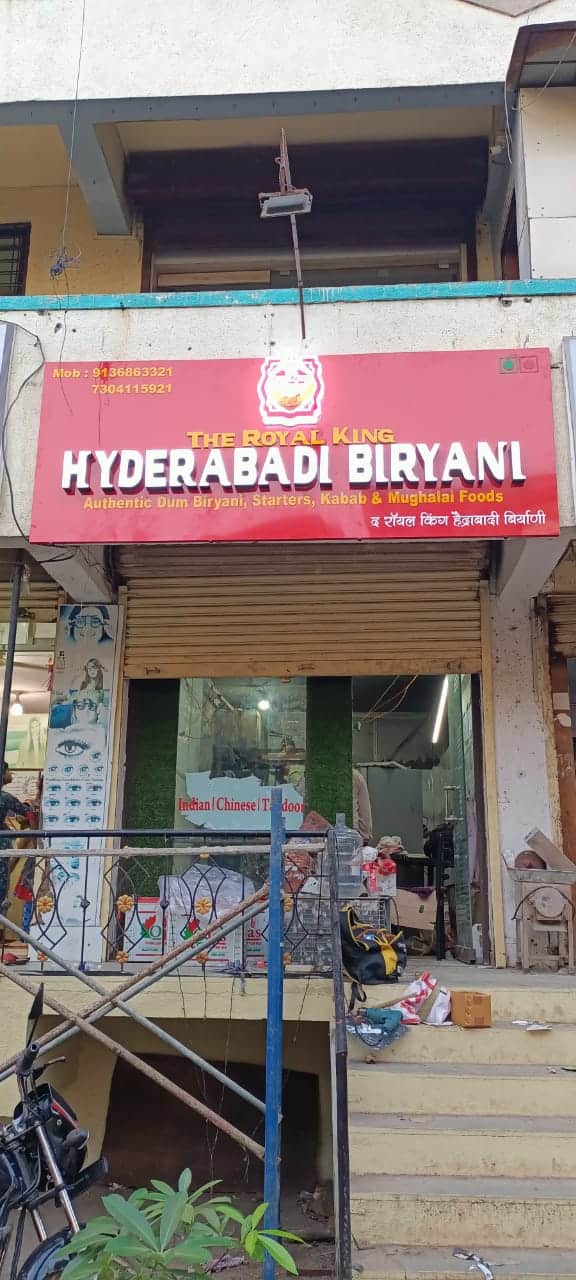 Mob : 9136863321
7304115921
THE ROYAL KING
HYDERABADI BIRYANI
Authentic Dum Biryani, Starters, Kabab & Mughalai Foods
द रॉयल किंग हैद्राबादी बिर्याणी
Indian/Chinese/Tandoor